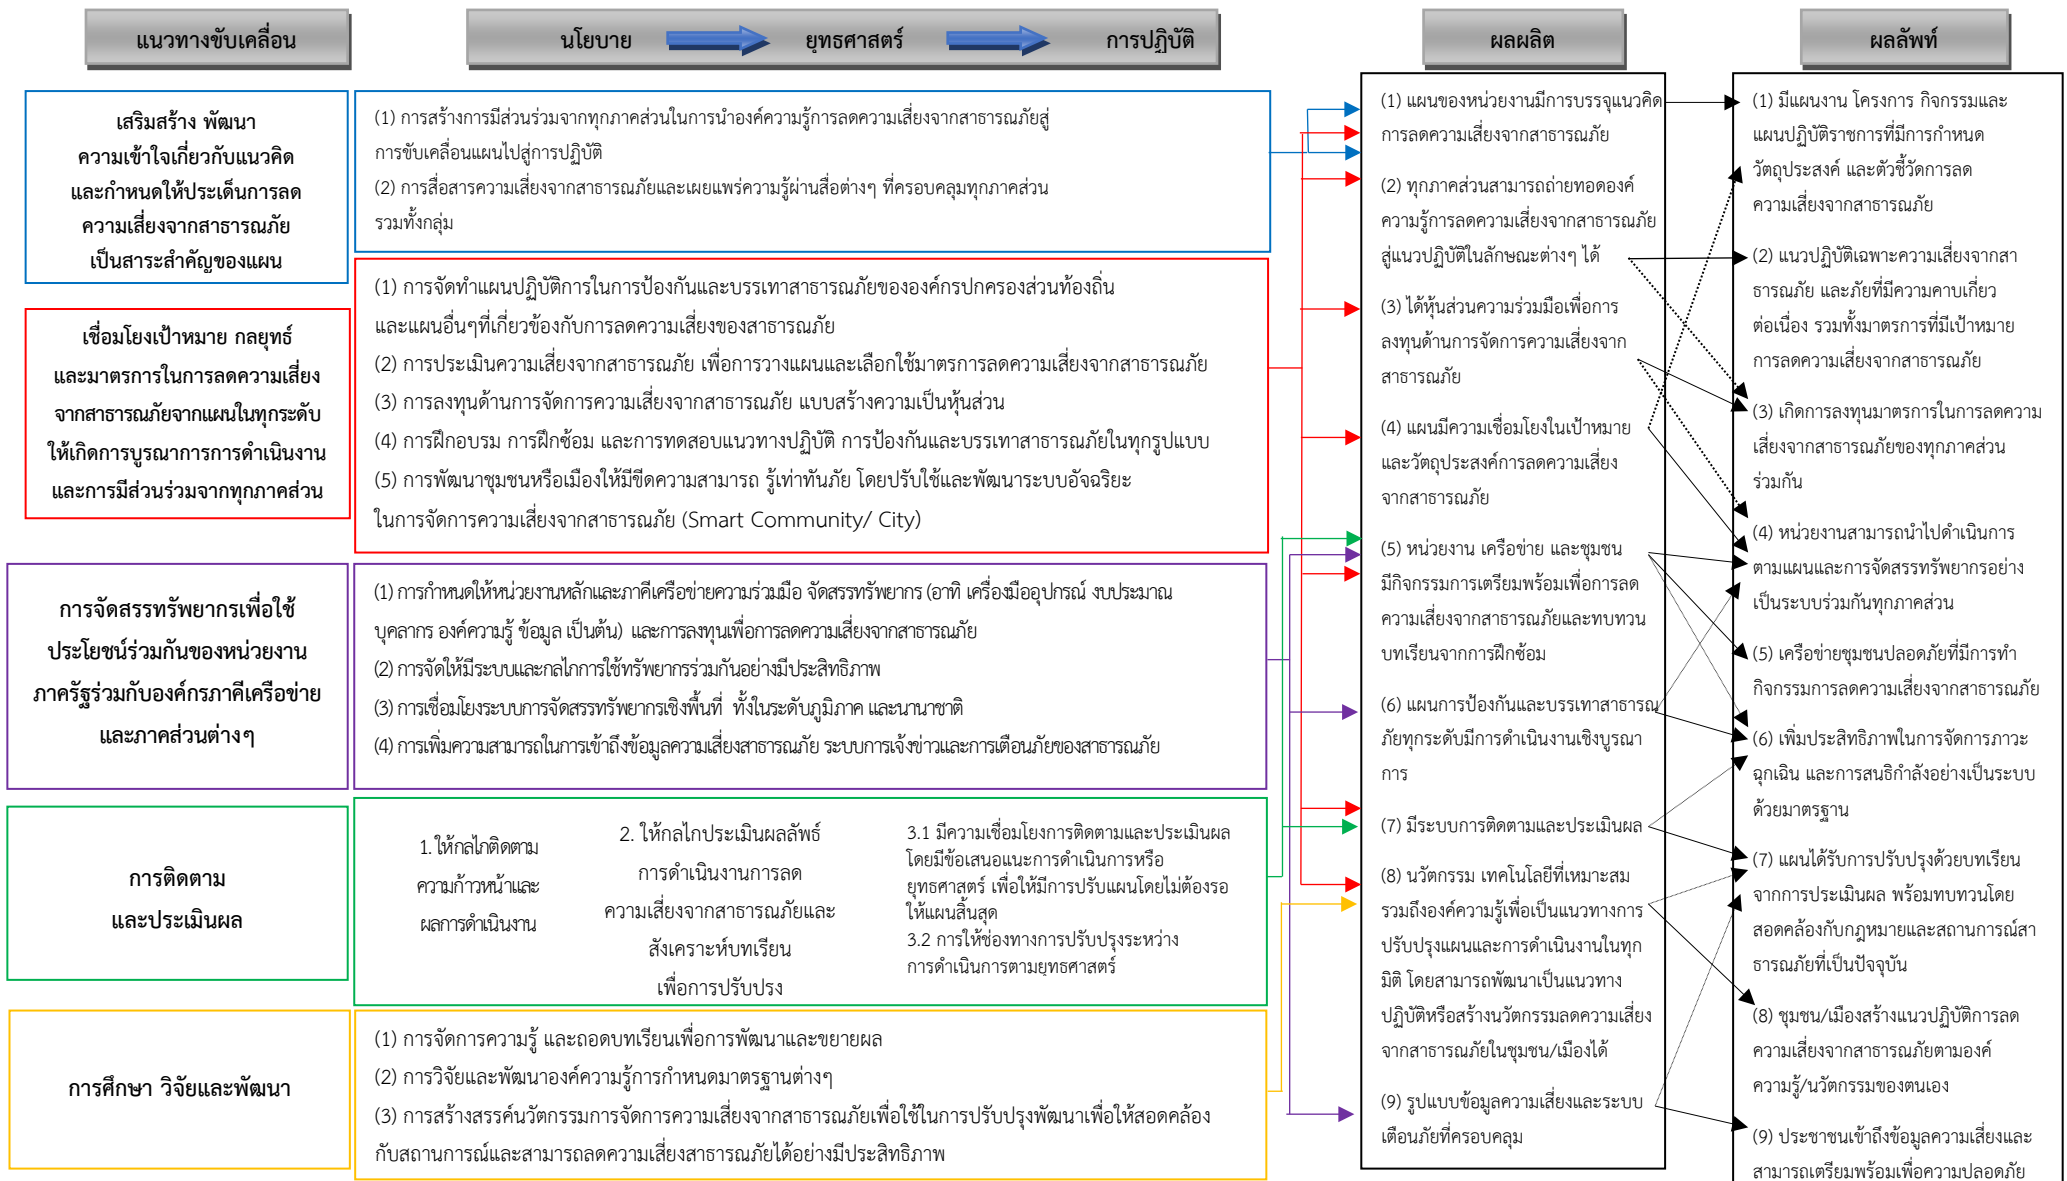 แนวทางขับเคลื่อน
นโยบาย
ยุทธศาสตร์
การปฏิบัติ
ผลผลิต
ผลลัพท์
เสริมสร้าง พัฒนา
ความเข้าใจเกี่ยวกับแนวคิด
และกำหนดให้ประเด็นการลด
ความเสี่ยงจากสาธารณภัย
เป็นสาระสำคัญของแผน
(1) การสร้างการมีส่วนร่วมจากทุกภาคส่วนในการนำองค์ความรู้การลดความเสี่ยงจากสาธารณภัยสู่
การขับเคลื่อนแผนไปสู่การปฏิบัติ
(2) การสื่อสารความเสี่ยงจากสาธารณภัยและเผยแพร่ความรู้ผ่านสื่อต่างๆ ที่ครอบคลุมทุกภาคส่วน
รวมทั้งกลุ่ม
เชื่อมโยงเป้าหมาย กลยุทธ์
และมาตรการในการลดความเสี่ยง
จากสาธารณภัยจากแผนในทุกระดับ
ให้เกิดการบูรณาการการดำเนินงาน
และการมีส่วนร่วมจากทุกภาคส่วน
(1) การจัดทำแผนปฏิบัติการในการป้องกันและบรรเทาสาธารณภัยขององค์กรปกครองส่วนท้องถิ่น
และแผนอื่นๆที่เกี่ยวข้องกับการลดความเสี่ยงของสาธารณภัย
(2) การประเมินความเสี่ยงจากสาธารณภัย เพื่อการวางแผนและเลือกใช้มาตรการลดความเสี่ยงจากสาธารณภัย
(3) การลงทุนด้านการจัดการความเสี่ยงจากสาธารณภัย แบบสร้างความเป็นหุ้นส่วน
(4) การฝึกอบรม การฝึกซ้อม และการทดสอบแนวทางปฏิบัติ การป้องกันและบรรเทาสาธารณภัยในทุกรูปแบบ
(5) การพัฒนาชุมชนหรือเมืองให้มีขีดความสามารถ รู้เท่าทันภัย โดยปรับใช้และพัฒนาระบบอัจฉริยะ
ในการจัดการความเสี่ยงจากสาธารณภัย (Smart Community/ City)
การจัดสรรทรัพยากรเพื่อใช้
ประโยชน์ร่วมกันของหน่วยงาน
ภาครัฐร่วมกับองค์กรภาคีเครือข่าย
และภาคส่วนต่างๆ
(1) การกำหนดให้หน่วยงานหลักและภาคีเครือข่ายความร่วมมือ จัดสรรทรัพยากร (อาทิ เครื่องมืออุปกรณ์ งบประมาณ
บุคลากร องค์ความรู้ ข้อมูล เป็นต้น) และการลงทุนเพื่อการลดความเสี่ยงจากสาธารณภัย
(2) การจัดให้มีระบบและกลไกการใช้ทรัพยากรร่วมกันอย่างมีประสิทธิภาพ
(3) การเชื่อมโยงระบบการจัดสรรทรัพยากรเชิงพื้นที่ ทั้งในระดับภูมิภาค และนานาชาติ
(4) การเพิ่มความสามารถในการเข้าถึงข้อมูลความเสี่ยงสาธารณภัย ระบบการแจ้งข่าวและการเตือนภัยของสาธารณภัย
การติดตาม
และประเมินผล
1. ให้กลไกติดตาม
ความก้าวหน้าและ
ผลการดำเนินงาน
2. ให้กลไกประเมินผลลัพธ์
การดำเนินงานการลด
ความเสี่ยงจากสาธารณภัยและ
สังเคราะห์บทเรียน
เพื่อการปรับปรุง
3.1 มีความเชื่อมโยงการติดตามและประเมินผล
โดยมีข้อเสนอแนะการดำเนินการหรือ
ยุทธศาสตร์ เพื่อให้มีการปรับแผนโดยไม่ต้องรอ
ให้แผนสิ้นสุด
3.2 การให้ช่องทางการปรับปรุงระหว่าง
การดำเนินการตามยุทธศาสตร์
การศึกษา วิจัยและพัฒนา
(1) การจัดการความรู้ และถอดบทเรียนเพื่อการพัฒนาและขยายผล
(2) การวิจัยและพัฒนาองค์ความรู้การกำหนดมาตรฐานต่างๆ
(3) การสร้างสรรค์นวัตกรรมการจัดการความเสี่ยงจากสาธารณภัยเพื่อใช้ในการปรับปรุงพัฒนาเพื่อให้สอดคล้อง
กับสถานการณ์และสามารถลดความเสี่ยงสาธารณภัยได้อย่างมีประสิทธิภาพ
(1) แผนของหน่วยงานมีการบรรจุแนวคิด
การลดความเสี่ยงจากสาธารณภัย
(2) ทุกภาคส่วนสามารถถ่ายทอดองค์
ความรู้การลดความเสี่ยงจากสาธารณภัย
สู่แนวปฏิบัติในลักษณะต่างๆ ได้
(3) ได้หุ้นส่วนความร่วมมือเพื่อการ
ลงทุนด้านการจัดการความเสี่ยงจาก
สาธารณภัย
(4) แผนมีความเชื่อมโยงในเป้าหมาย
และวัตถุประสงค์การลดความเสี่ยง
จากสาธารณภัย
(5) หน่วยงาน เครือข่าย และชุมชน
มีกิจกรรมการเตรียมพร้อมเพื่อการลด
ความเสี่ยงจากสาธารณภัยและทบทวน
บทเรียนจากการฝึกซ้อม
(6) แผนการป้องกันและบรรเทาสาธารณ
ภัยทุกระดับมีการดำเนินงานเชิงบูรณา
การ
(7) มีระบบการติดตามและประเมินผล
(8) นวัตกรรม เทคโนโลยีที่เหมาะสม
รวมถึงองค์ความรู้เพื่อเป็นแนวทางการ
ปรับปรุงแผนและการดำเนินงานในทุก
มิติ โดยสามารถพัฒนาเป็นแนวทาง
ปฏิบัติหรือสร้างนวัตกรรมลดความเสี่ยง
จากสาธารณภัยในชุมชน/เมืองได้
(9) รูปแบบข้อมูลความเสี่ยงและระบบ
เตือนภัยที่ครอบคลุม
(1) มีแผนงาน โครงการ กิจกรรมและ
แผนปฏิบัติราชการที่มีการกำหนด
วัตถุประสงค์ และตัวชี้วัดการลด
ความเสี่ยงจากสาธารณภัย
(2) แนวปฏิบัติเฉพาะความเสี่ยงจากสา
ธารณภัย และภัยที่มีความคาบเกี่ยว
ต่อเนื่อง รวมทั้งมาตรการที่มีเป้าหมาย
การลดความเสี่ยงจากสาธารณภัย
(3) เกิดการลงทุนมาตรการในการลดความ
เสี่ยงจากสาธารณภัยของทุกภาคส่วน
ร่วมกัน
(4) หน่วยงานสามารถนำไปดำเนินการ
ตามแผนและการจัดสรรทรัพยากรอย่าง
เป็นระบบร่วมกันทุกภาคส่วน
(5) เครือข่ายชุมชนปลอดภัยที่มีการทำ
กิจกรรมการลดความเสี่ยงจากสาธารณภัย
(6) เพิ่มประสิทธิภาพในการจัดการภาวะ
ฉุกเฉิน และการสนธิกำลังอย่างเป็นระบบ
ด้วยมาตรฐาน
(7) แผนได้รับการปรับปรุงด้วยบทเรียน
จากการประเมินผล พร้อมทบทวนโดย
สอดคล้องกับกฎหมายและสถานการณ์สา
ธารณภัยที่เป็นปัจจุบัน
(8) ชุมชน/เมืองสร้างแนวปฏิบัติการลด
ความเสี่ยงจากสาธารณภัยตามองค์
ความรู้/นวัตกรรมของตนเอง
(9) ประชาชนเข้าถึงข้อมูลความเสี่ยงและ
สามารถเตรียมพร้อมเพื่อความปลอดภัย